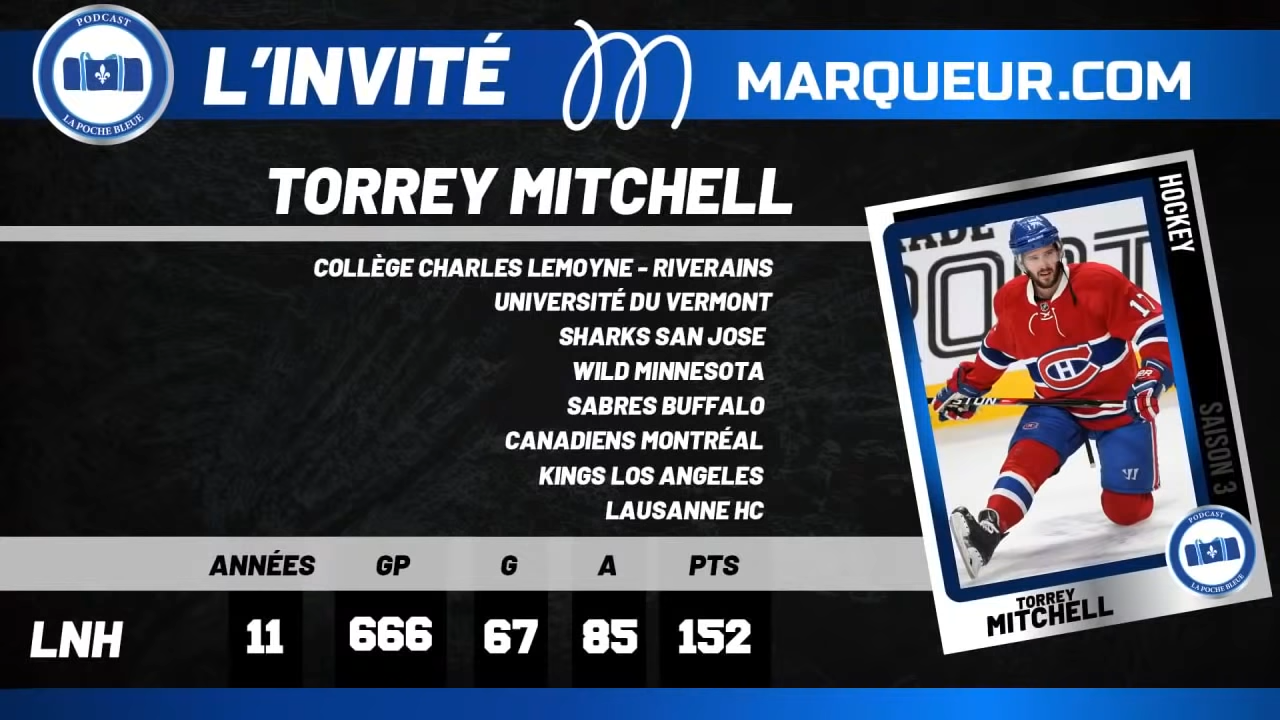 PODCAST
LA POCHE BLEUE
L'INVITÉ
MARQUEUR.COM
TORREY MITCHELL
COLLÈGE CHARLES LEMOYNE - RIVERAINS
UNIVERSITÉ DU VERMONT
SHARKS SAN JOSE
WILD MINNESOTA
SABRES BUFFALO
CANADIENS MONTRÉAL
KINGS LOS ANGELES
LAUSANNE HC
ANNÉES GP G A PTS
LNH 11 666 67 85 152
HOCKEY
SAISON 3
17
PODCAST
LA POCHE BLEUE
TORREY
MITCHELL